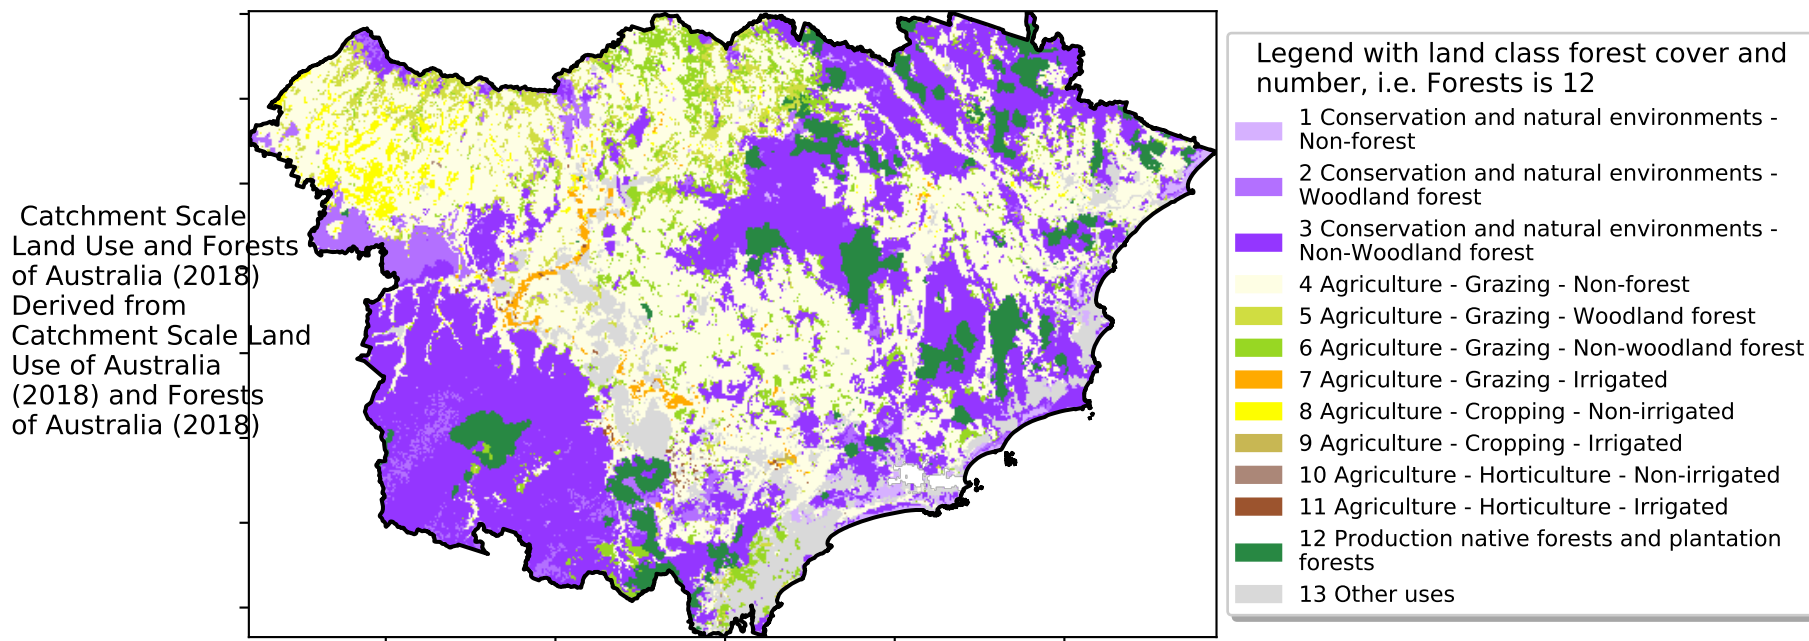 Catchment Scale
Land Use and Forests
of Australia (2018)
Derived from
Catchment Scale Land
Use of Australia
(2018) and Forests
of Australia (2018)
Legend with land class forest cover and
number, i.e. Forests is 12
1 Conservation and natural environments -
Non-forest
2 Conservation and natural environments -
Woodland forest
3 Conservation and natural environments -
Non-Woodland forest
4 Agriculture - Grazing - Non-forest
5 Agriculture - Grazing - Woodland forest
6 Agriculture - Grazing - Non-woodland forest
7 Agriculture - Grazing - Irrigated
8 Agriculture - Cropping - Non-irrigated
9 Agriculture - Cropping - Irrigated
10 Agriculture - Horticulture - Non-irrigated
11 Agriculture - Horticulture - Irrigated
12 Production native forests and plantation
forests
13 Other uses